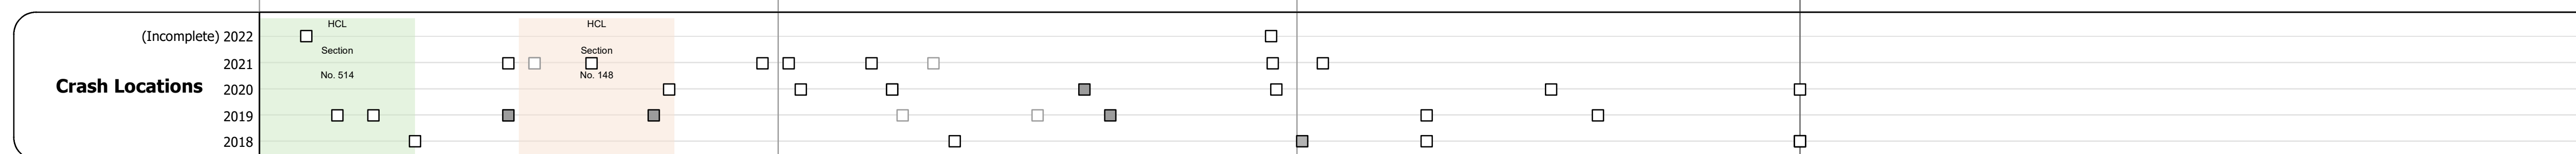 Crash Locations
(Incomplete) 2022
2021
2020
2019
2018
HCL
Section
No. 514
HCL
Section
No. 148